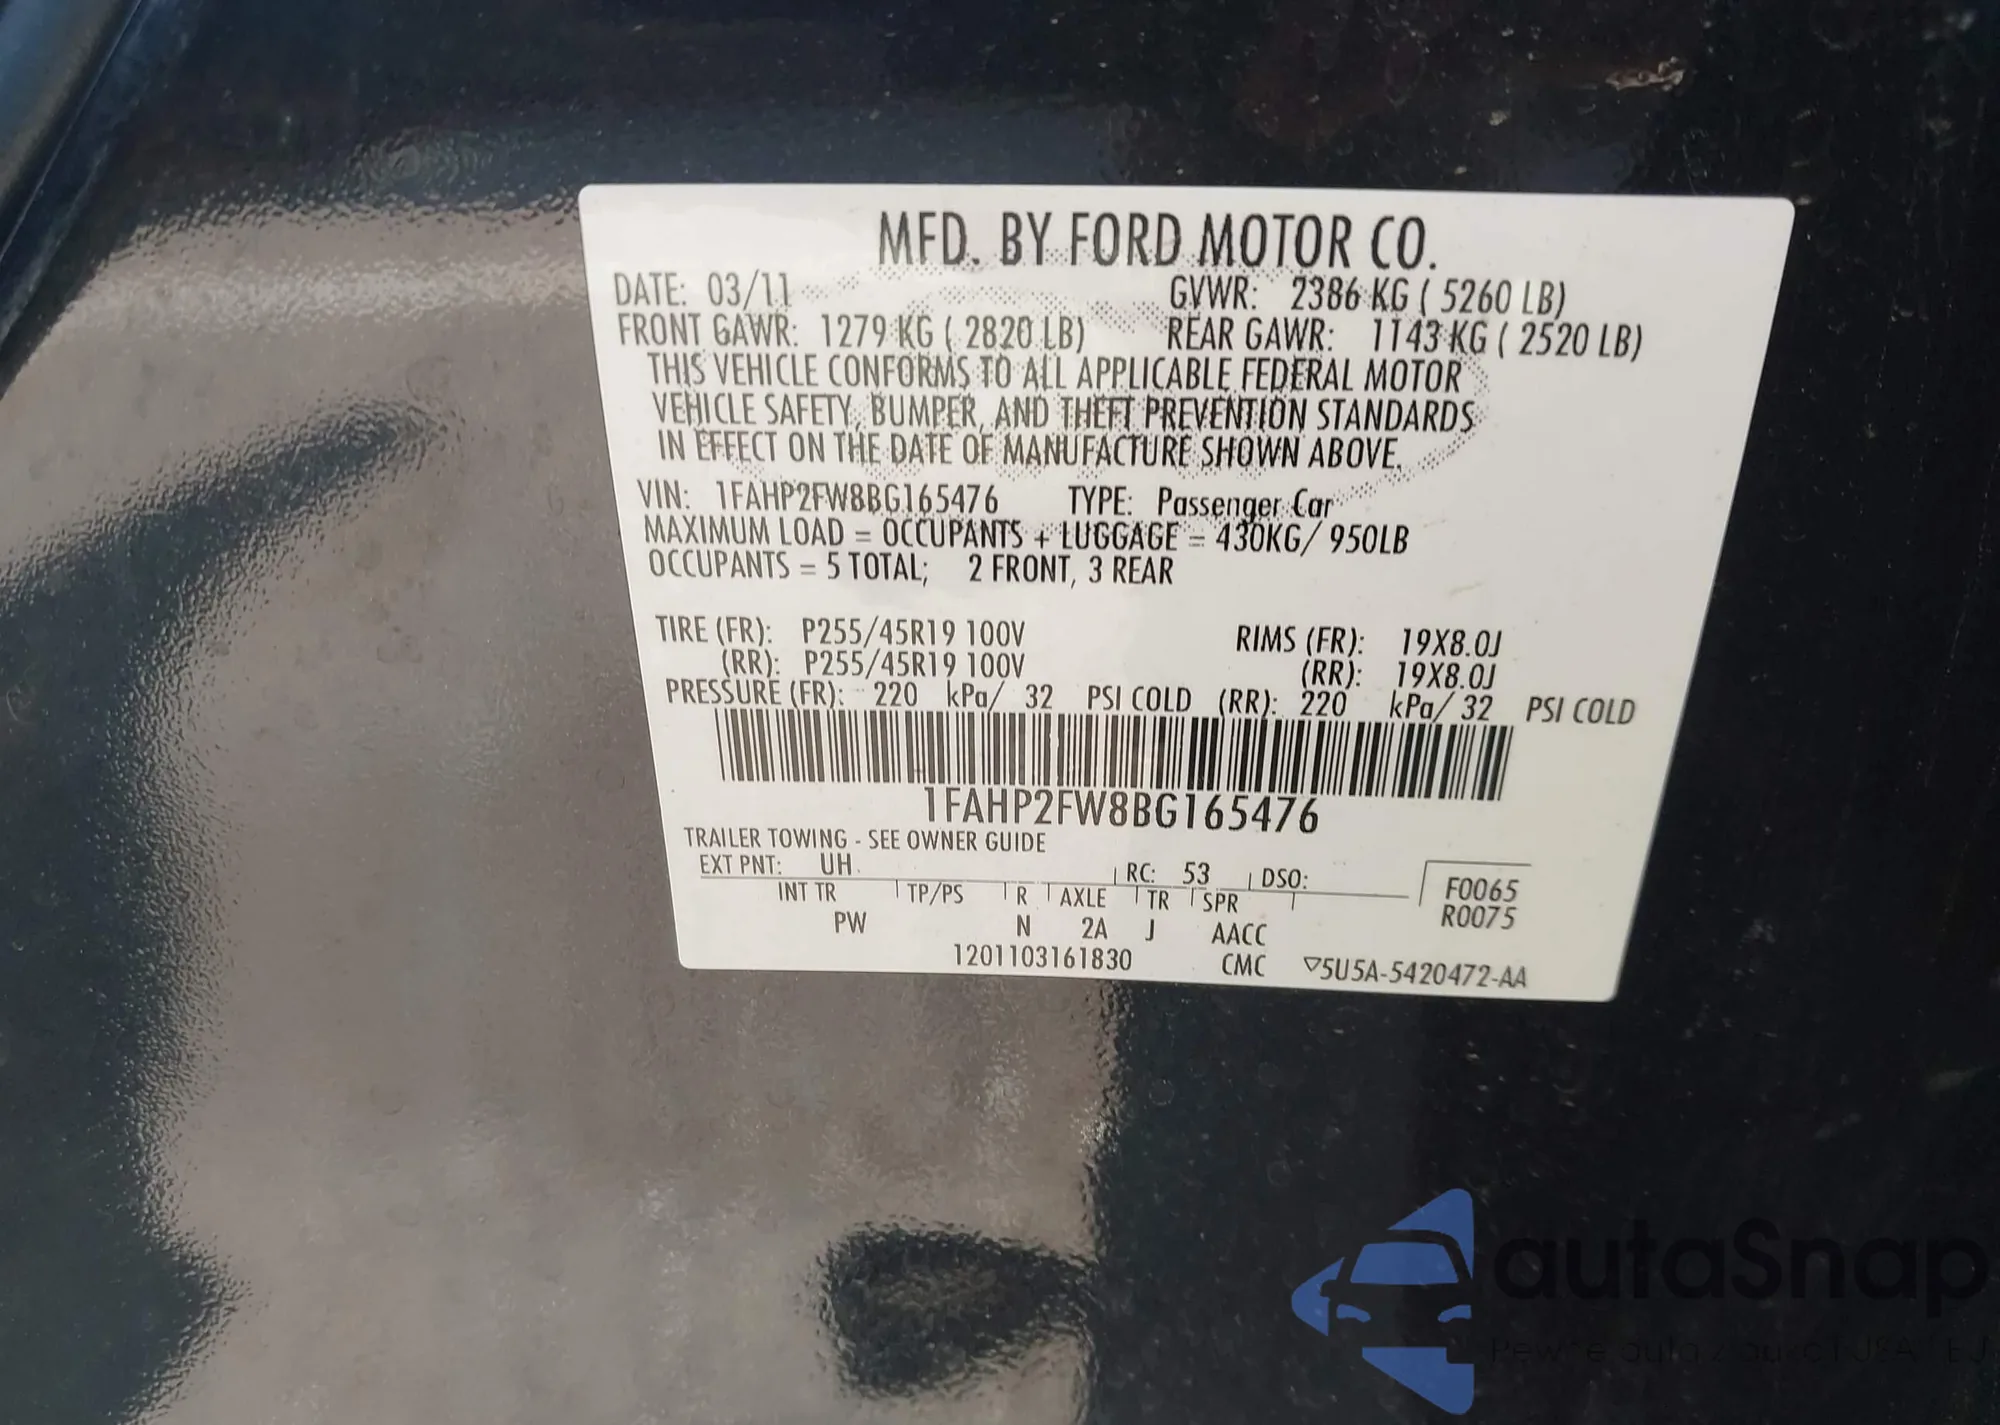 MFD. BY FORD MOTOR CO.
DATE: 03/11 GVWR: 2386 KG ( 5260 LB)
FRONT GAWR: 1279 KG ( 2820 LB) REAR GAWR: 1143 KG ( 2520 LB)
THIS VEHICLE CONFORMS TO ALL APPLICABLE FEDERAL MOTOR
VEHICLE SAFETY, BUMPER, AND THEFT PREVENTION STANDARDS
IN EFFECT ON THE DATE OF MANUFACTURE SHOWN ABOVE.
VIN: 1FAHP2FW8BG165476 TYPE: Passenger Car
MAXIMUM LOAD = OCCUPANTS + LUGGAGE = 430KG/ 950LB
OCCUPANTS = 5 TOTAL; 2 FRONT, 3 REAR
TIRE (FR): P255/45R19 100V RIMS (FR): 19X8.0J
(RR): P255/45R19 100V (RR): 19X8.0J
PRESSURE (FR): 220 kPa/ 32 PSI COLD (RR): 220 kPa/ 32 PSI COLD
1FAHP2FW8BG165476
TRAILER TOWING - SEE OWNER GUIDE
EXT PNT: UH RC: 53 DSO:
INT TR TP/PS R AXLE TR SPR F0065
PW N 2A J AACC R0075
1201103161830 CMC ▽5U5A-5420472-AA
autaSnap